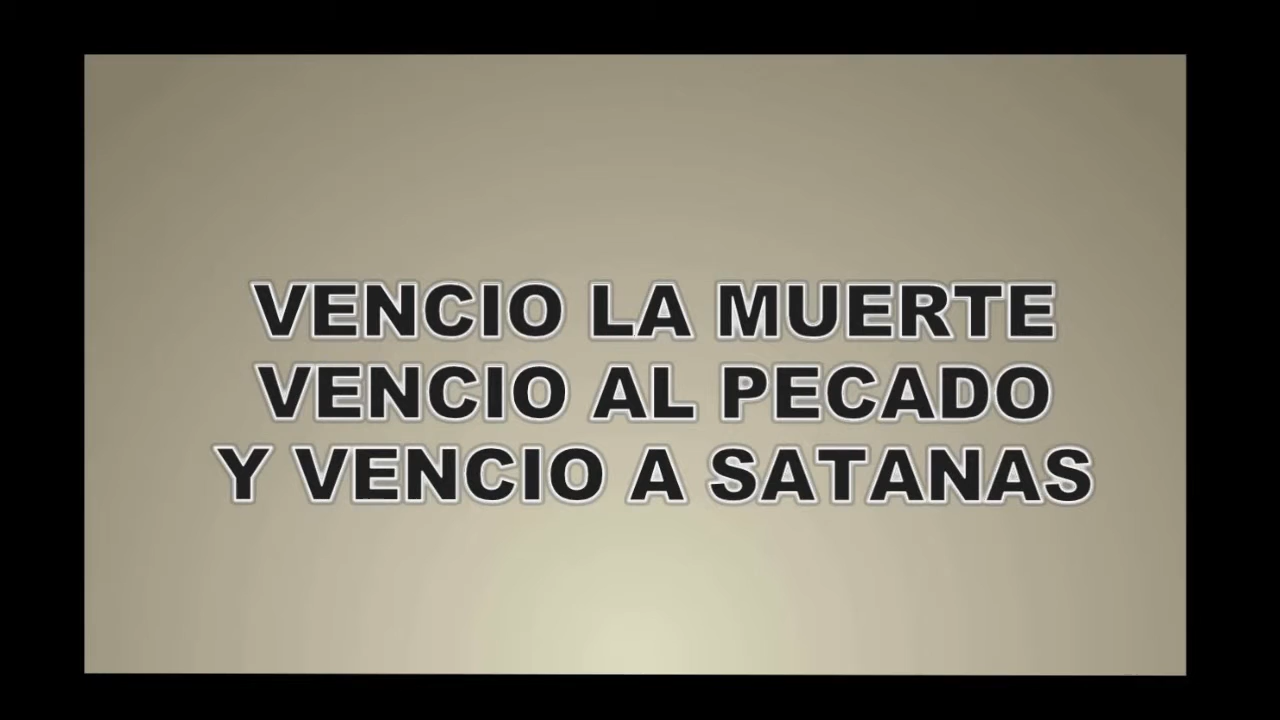 VENCIO LA MUERTE
VENCIO AL PECADO
Y VENCIO A SATANAS